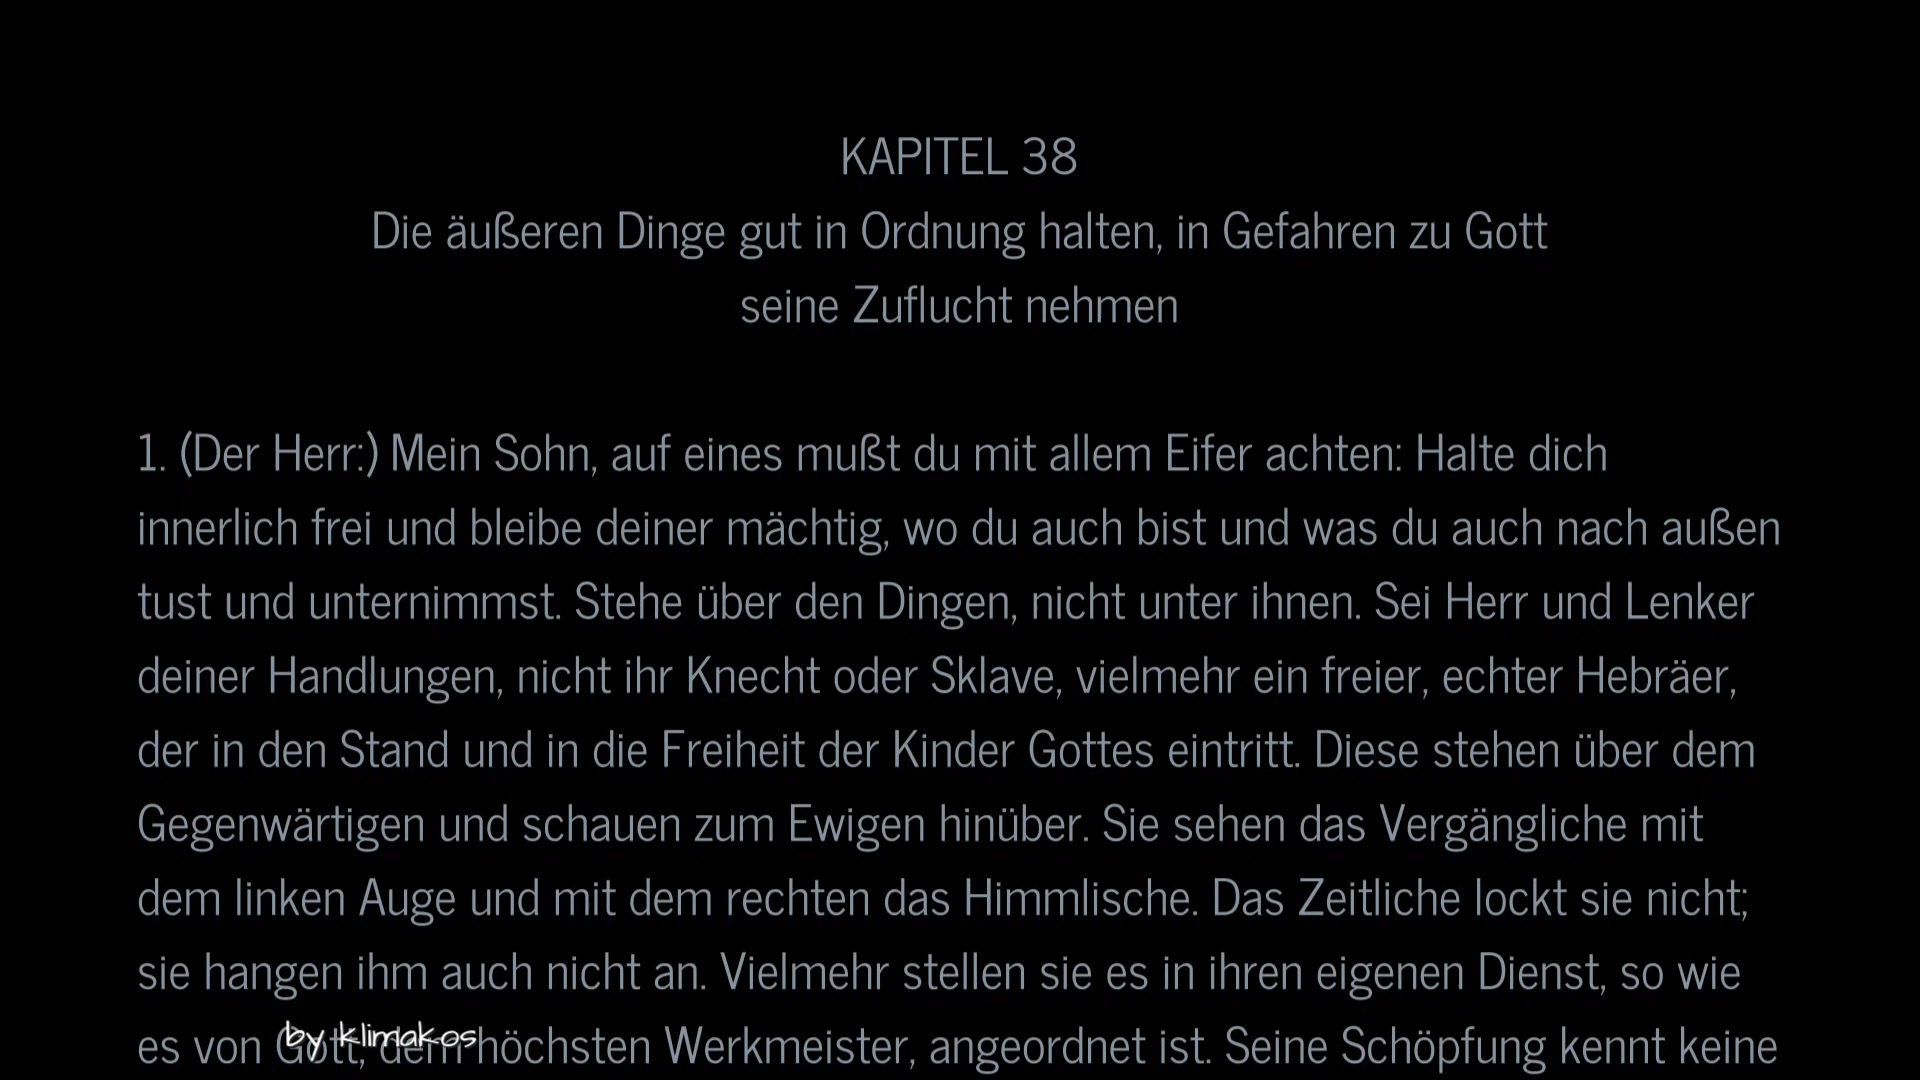 KAPITEL 38
Die äußeren Dinge gut in Ordnung halten, in Gefahren zu Gott
seine Zuflucht nehmen
1. (Der Herr:) Mein Sohn, auf eines mußt du mit allem Eifer achten: Halte dich
innerlich frei und bleibe deiner mächtig, wo du auch bist und was du auch nach außen
tust und unternimmst. Stehe über den Dingen, nicht unter ihnen. Sei Herr und Lenker
deiner Handlungen, nicht ihr Knecht oder Sklave, vielmehr ein freier, echter Hebräer,
der in den Stand und in die Freiheit der Kinder Gottes eintritt. Diese stehen über dem
Gegenwärtigen und schauen zum Ewigen hinüber. Sie sehen das Vergängliche mit
dem linken Auge und mit dem rechten das Himmlische. Das Zeitliche lockt sie nicht;
sie hangen ihm auch nicht an. Vielmehr stellen sie es in ihren eigenen Dienst, so wie
es von Gott, dem höchsten Werkmeister, angeordnet ist. Seine Schöpfung kennt keine
by klimakos